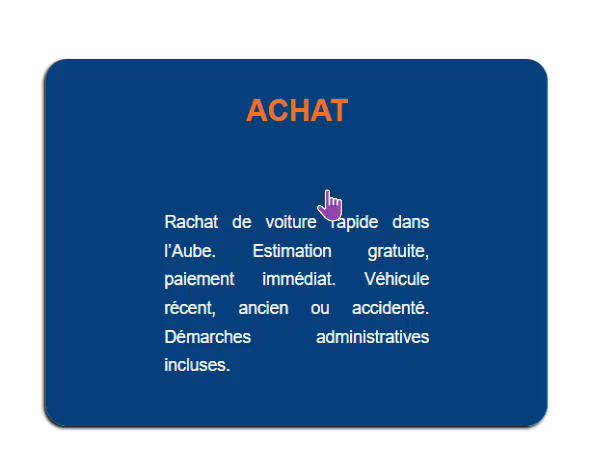 ACHAT
Rachat de voiture rapide dans
l'Aube. Estimation gratuite,
paiement immédiat. Véhicule
récent, ancien ou accidenté.
Démarches administratives
incluses.